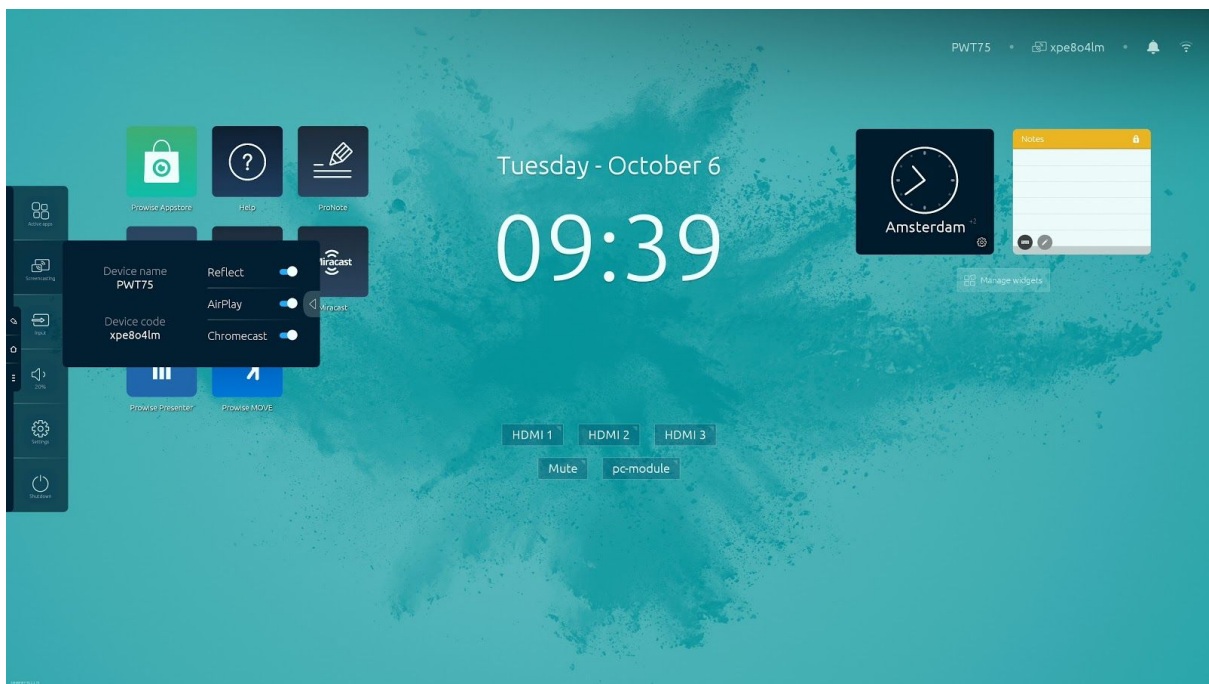 PWT75
xpe8o4lm
Prowise Appstore
Help
ProNote
Tuesday - October 6
09:39
Amsterdam
+2
Notes
Manage widgets
Active apps
Screencasting
Input
20%
Settings
Shutdown
Device name
PWT75
Device code
xpe8o4lm
Reflect
AirPlay
Chromecast
Miracast
Prowise Presenter
Prowise MOVE
HDMI 1
HDMI 2
HDMI 3
Mute
pc-module